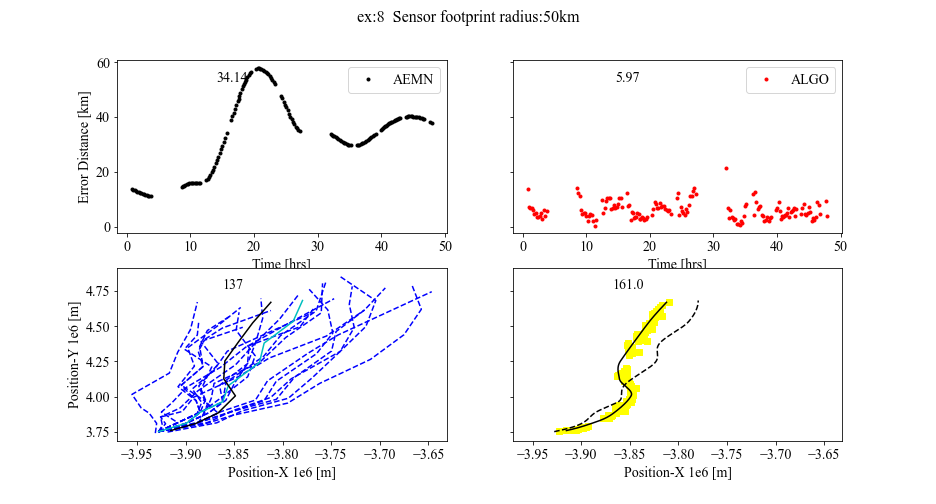 ex:8  Sensor footprint radius:50km
60
40
20
0
Error Distance [km]
34.14
AEMN
0 10 20 30 40 50
Time [hrs]
5.97
ALGO
0 10 20 30 40 50
Time [hrs]
4.75
4.50
4.25
4.00
3.75
Position-Y 1e6 [m]
137
−3.95 −3.90 −3.85 −3.80 −3.75 −3.70 −3.65
Position-X 1e6 [m]
161.0
−3.95 −3.90 −3.85 −3.80 −3.75 −3.70 −3.65
Position-X 1e6 [m]